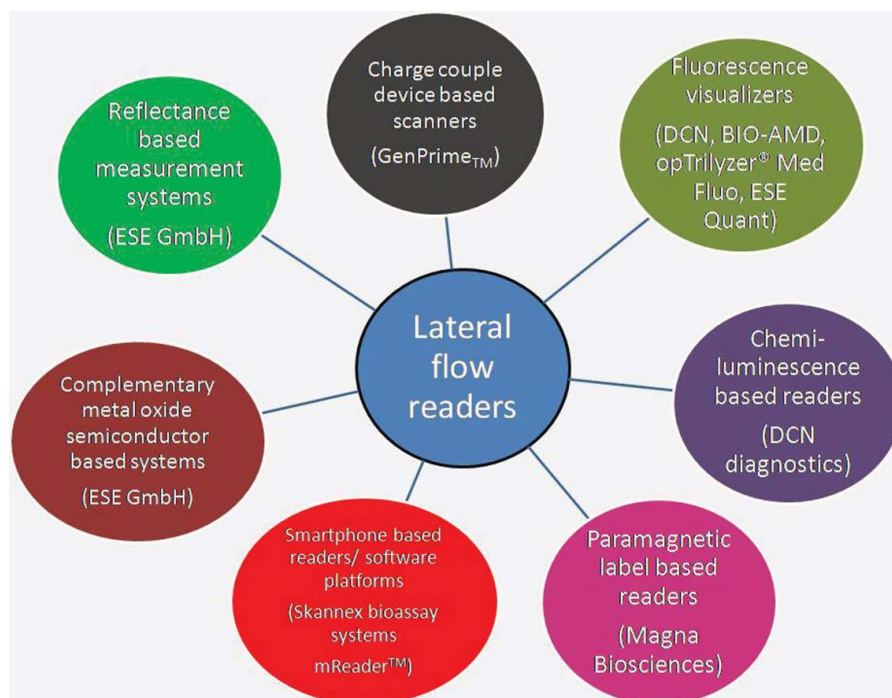 Lateral
flow
readers
Charge couple
device based
scanners
(GenPrime™)
Fluorescence
visualizers
(DCN, BIO-AMD,
opTrilyzer® Med
Fluo, ESE
Quant)
Chemi-
luminescence
based readers
(DCN
diagnostics)
Paramagnetic
label based
readers
(Magna
Biosciences)
Smartphone based
readers/ software
platforms
(Skannex bioassay
systems
mReader™)
Complementary
metal oxide
semiconductor
based systems
(ESE GmbH)
Reflectance
based
measurement
systems
(ESE GmbH)